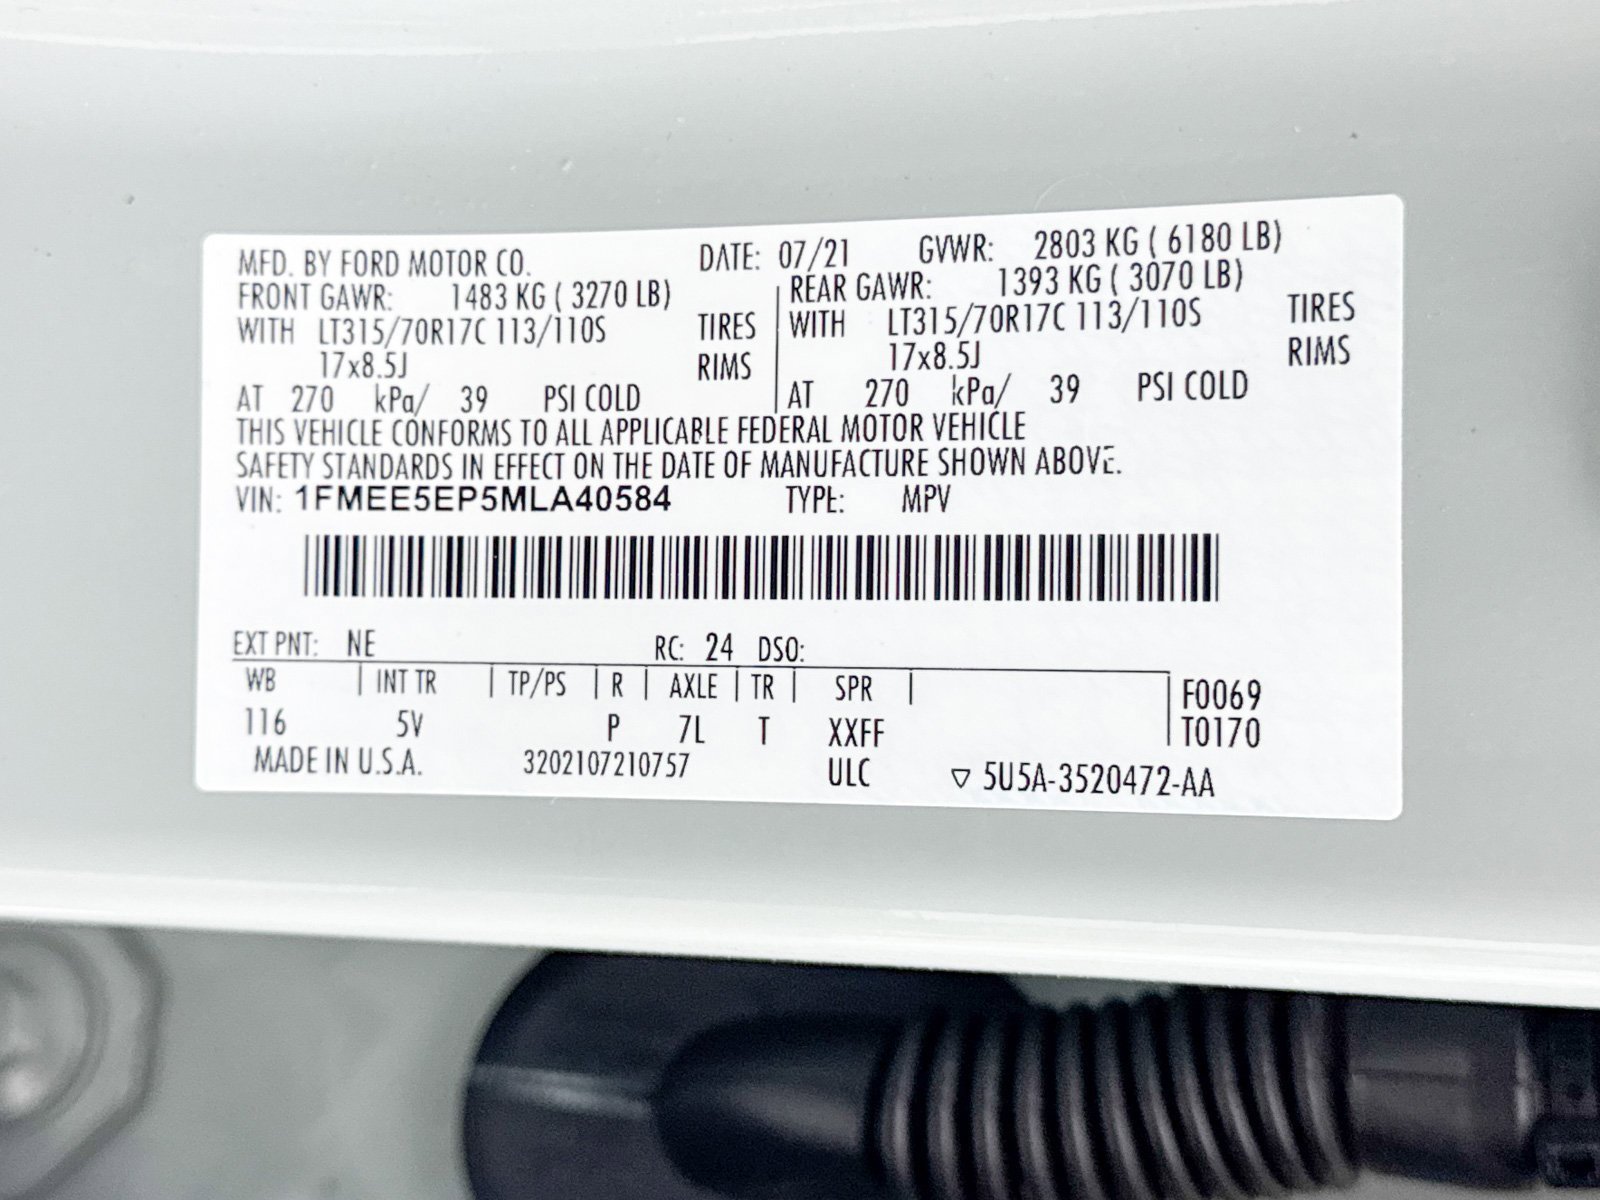 MFD. BY FORD MOTOR CO. DATE: 07/21 GVWR: 2803 KG ( 6180 LB)
FRONT GAWR: 1483 KG ( 3270 LB) REAR GAWR: 1393 KG ( 3070 LB)
WITH LT315/70R17C 113/110S TIRES WITH LT315/70R17C 113/110S TIRES
17x8.5J RIMS 17x8.5J RIMS
AT 270 kPa/ 39 PSI COLD AT 270 kPa/ 39 PSI COLD
THIS VEHICLE CONFORMS TO ALL APPLICABLE FEDERAL MOTOR VEHICLE
SAFETY STANDARDS IN EFFECT ON THE DATE OF MANUFACTURE SHOWN ABOVE.
VIN: 1FMEE5EP5MLA40584 TYPE: MPV
EXT PNT: NE RC: 24 DSO:
WB | INT TR | TP/PS | R | AXLE | TR | SPR | F0069
116 5V P 7L T XXFF T0170
MADE IN U.S.A. 3202107210757 ULC ▽ 5U5A-3520472-AA